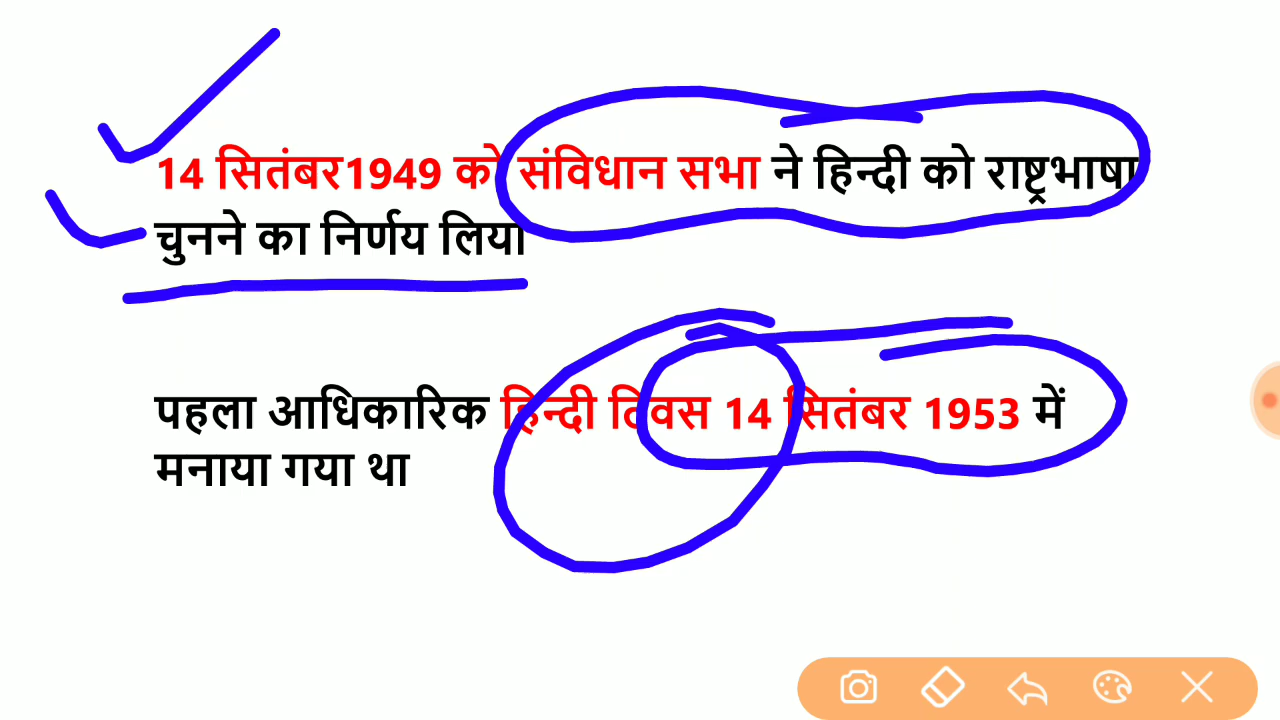 14 सितंबर1949 को संविधान सभा ने हिन्दी को राष्ट्रभाषा
चुनने का निर्णय लिया
पहला आधिकारिक हिन्दी दिवस 14 सितंबर 1953 में
मनाया गया था